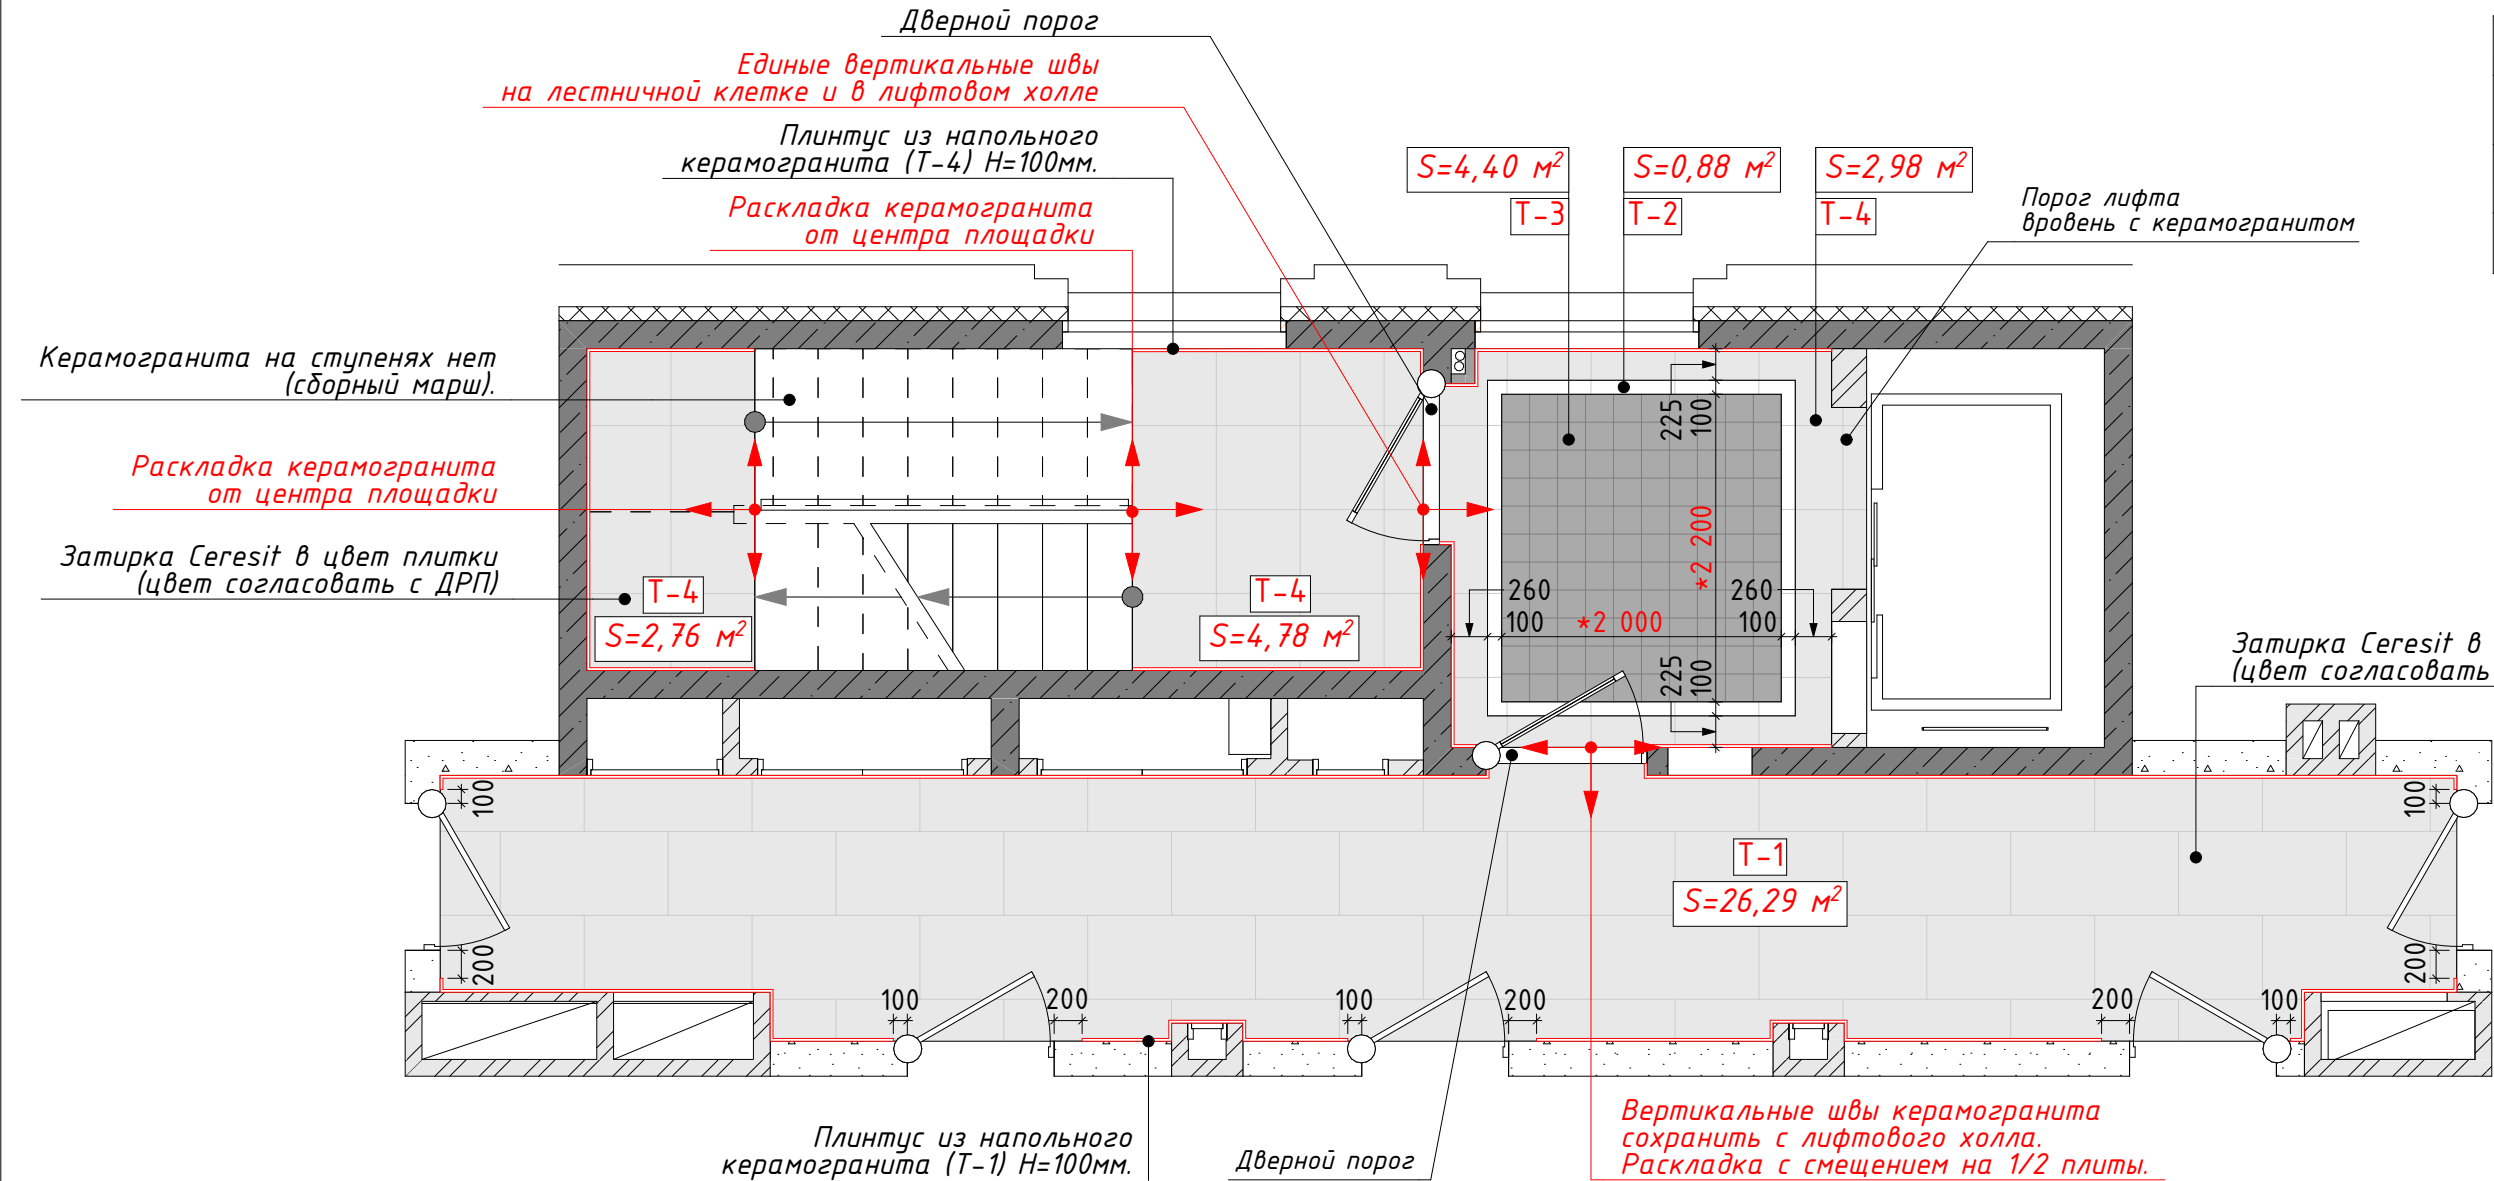 Дверной порог
Единые вертикальные швы
на лестничной клетке и в лифтовом холле
Плинтус из напольного
керамогранита (Т-4) Н=100мм.
Раскладка керамогранита
от центра площадки
S=4,40 м²
Т-3
S=0,88 м²
Т-2
S=2,98 м²
Т-4
Порог лифта
вровень с керамогранитом
Керамогранита на ступенях нет
(сборный марш).
Раскладка керамогранита
от центра площадки
Затирка Ceresit в цвет плитки
(цвет согласовать с ДРП)
Т-4
S=2,76 м²
Т-4
S=4,78 м²
225
100
*2 200
260
100
*2 000
260
100
225
100
Затирка Ceresit в
(цвет согласовать
100
200
100
200
Т-1
S=26,29 м²
100
200
100
200
200
100
Плинтус из напольного
керамогранита (Т-1) Н=100мм.
Дверной порог
Вертикальные швы керамогранита
сохранить с лифтового холла.
Раскладка с смещением на 1/2 плиты.